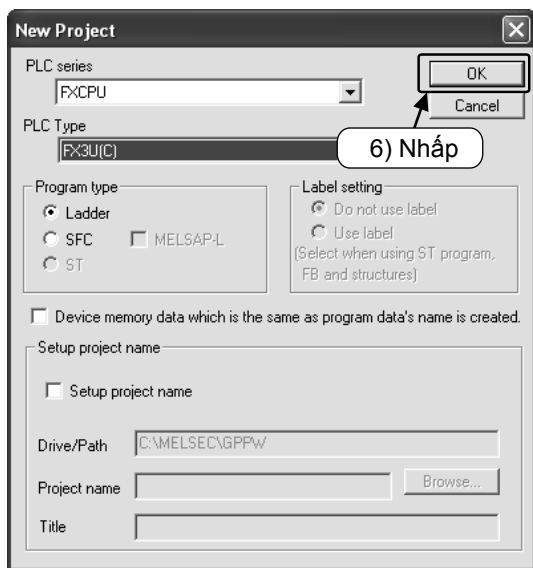 New Project
PLC series
FXCPU
OK
Cancel
PLC Type
FX3U(C)
6) Nhấp
Program type
Ladder
SFC
MELSAP-L
ST
Label setting
Do not use label
Use label
(Select when using ST program,
FB and structures)
Device memory data which is the same as program data's name is created.
Setup project name
Setup project name
Drive/Path
C:\MELSEC\GPPW
Project name
Browse...
Title